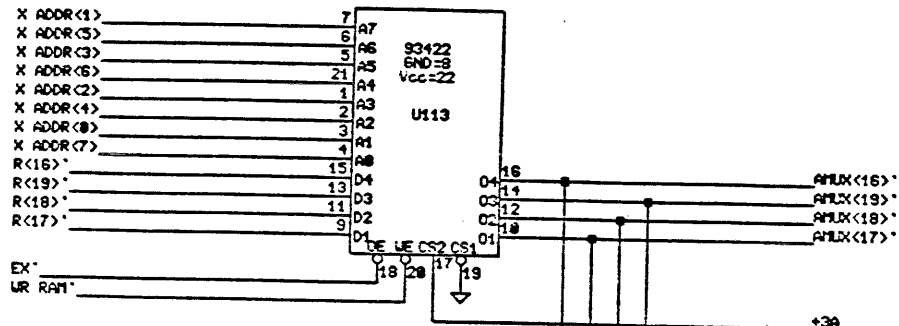 X ADDR<1> 7 A7
X ADDR<5> 6 A6
X ADDR<3> 5 A5
X ADDR<6> 21 A4
X ADDR<2> 1 A3
X ADDR<4> 2 A2
X ADDR<0> 3 A1
X ADDR<7> 4 A0
R<16>' 15 D4
R<19>' 13 D3
R<18>' 11 D2
R<17>' 9 D1
93422
GND=8
Vcc=22
U113
O4 16 AMUX<16>'
O3 14 AMUX<19>'
O2 12 AMUX<18>'
O1 10 AMUX<17>'
OE WE CS2 CS1
18 20 17 19
EX'
WR RAM'
+3A